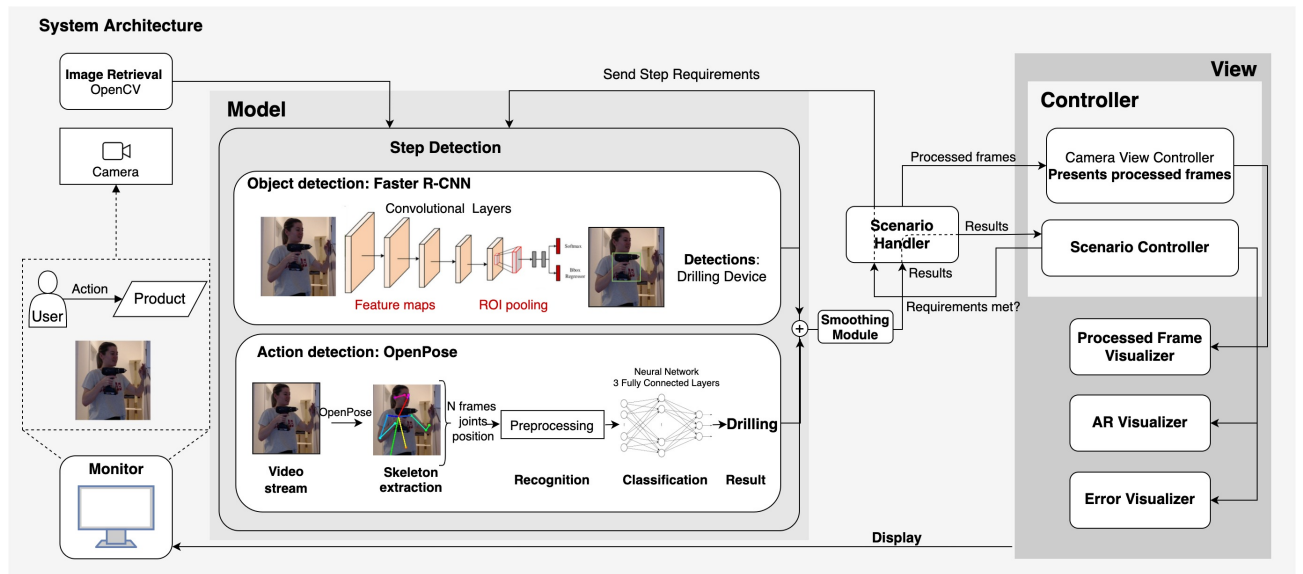 System Architecture
Image Retrieval
OpenCV
Camera
Action
User
Product
Monitor
Model
Step Detection
Object detection: Faster R-CNN
Convolutional Layers
Feature maps
ROI pooling
Softmax
Bbox
Regressor
Detections:
Drilling Device
Action detection: OpenPose
OpenPose
N frames
joints
position
Preprocessing
Neural Network
3 Fully Connected Layers
Drilling
Video
stream
Skeleton
extraction
Recognition
Classification
Result
Send Step Requirements
+
Smoothing
Module
Scenario
Handler
Processed frames
Results
Results
Requirements met?
View
Controller
Camera View Controller
Presents processed frames
Scenario Controller
Processed Frame
Visualizer
AR Visualizer
Error Visualizer
Display